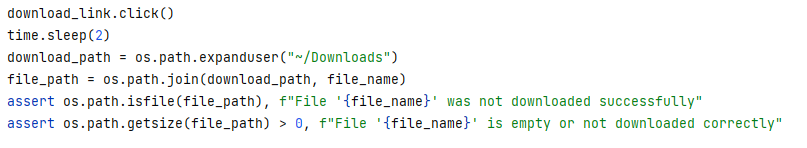 download_link.click()
time.sleep(2)
download_path = os.path.expanduser("~/Downloads")
file_path = os.path.join(download_path, file_name)
assert os.path.isfile(file_path), f"File '{file_name}' was not downloaded successfully"
assert os.path.getsize(file_path) > 0, f"File '{file_name}' is empty or not downloaded correctly"